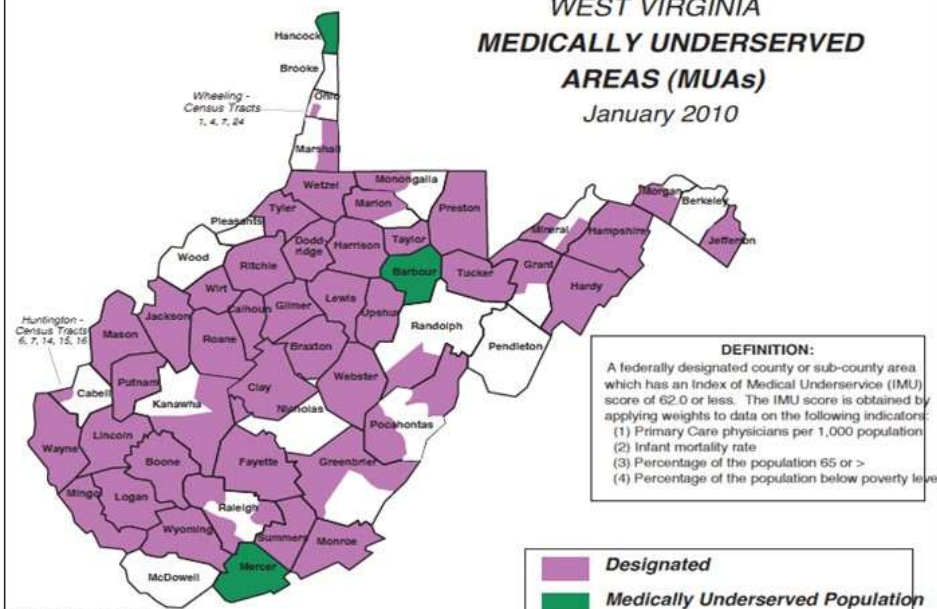 WEST VIRGINIA
MEDICALLY UNDERSERVED
AREAS (MUAs)
January 2010
Hancock
Brooke
Ohio
Wheeling -
Census Tracts
1, 4, 7, 24
Marshall
Wetzel
Monongalia
Marion
Preston
Morgan
Berkeley
Tyler
Pleasants
Mineral
Hampshire
Jefferson
Dodd-
ridge
Harrison
Taylor
Wood
Ritchie
Barbour
Tucker
Grant
Hardy
Wirt
Lewis
Upshur
Calhoun
Gilmer
Jackson
Randolph
Mason
Roane
Braxton
Pendleton
Huntington -
Census Tracts
6, 7, 14, 15, 16
Webster
Putnam
Clay
Cabell
Kanawha
Nicholas
Pocahontas
Lincoln
Wayne
Boone
Fayette
Greenbrier
Mingo
Logan
Raleigh
Wyoming
Summers
Monroe
Mercer
McDowell
DEFINITION:
A federally designated county or sub-county area
which has an Index of Medical Underservice (IMU)
score of 62.0 or less. The IMU score is obtained by
applying weights to data on the following indicators
(1) Primary Care physicians per 1,000 population
(2) Infant mortality rate
(3) Percentage of the population 65 or >
(4) Percentage of the population below poverty leve
Designated
Medically Underserved Population